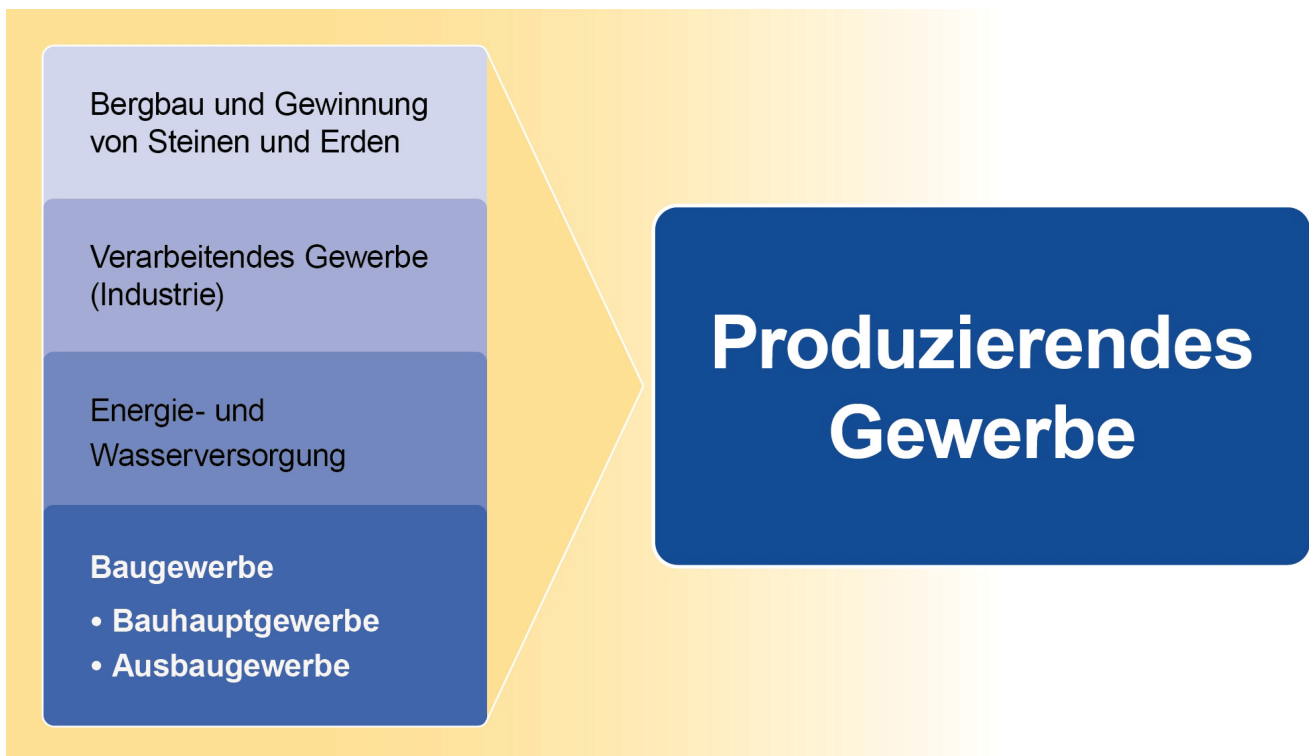 Bergbau und Gewinnung
von Steinen und Erden
Verarbeitendes Gewerbe
(Industrie)
Energie- und
Wasserversorgung
Baugewerbe
• Bauhauptgewerbe
• Ausbaugewerbe
Produzierendes
Gewerbe